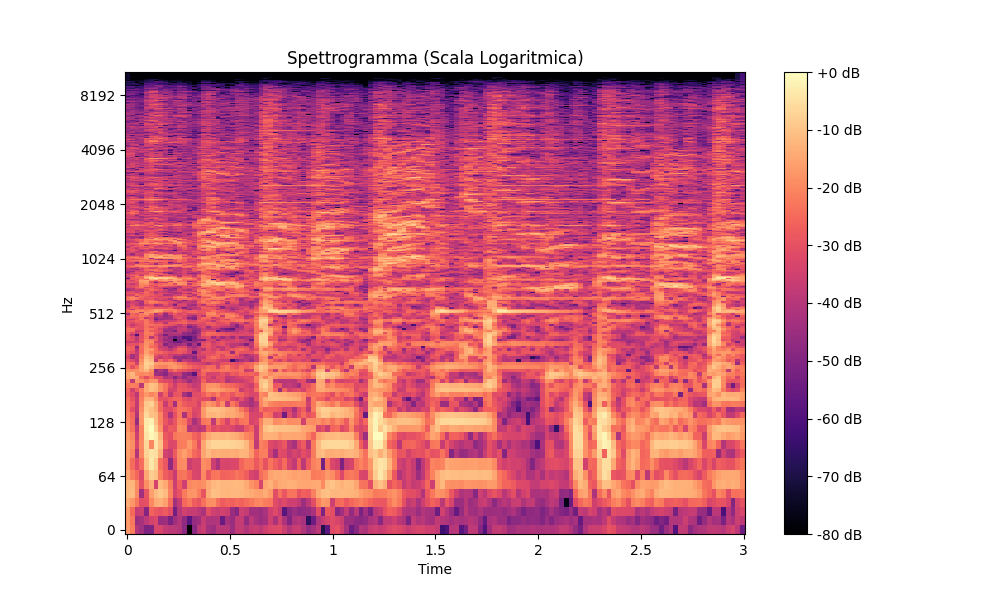 Spettrogramma (Scala Logaritmica)
Hz
8192
4096
2048
1024
512
256
128
64
0
0 0.5 1 1.5 2 2.5 3
Time
+0 dB
-10 dB
-20 dB
-30 dB
-40 dB
-50 dB
-60 dB
-70 dB
-80 dB